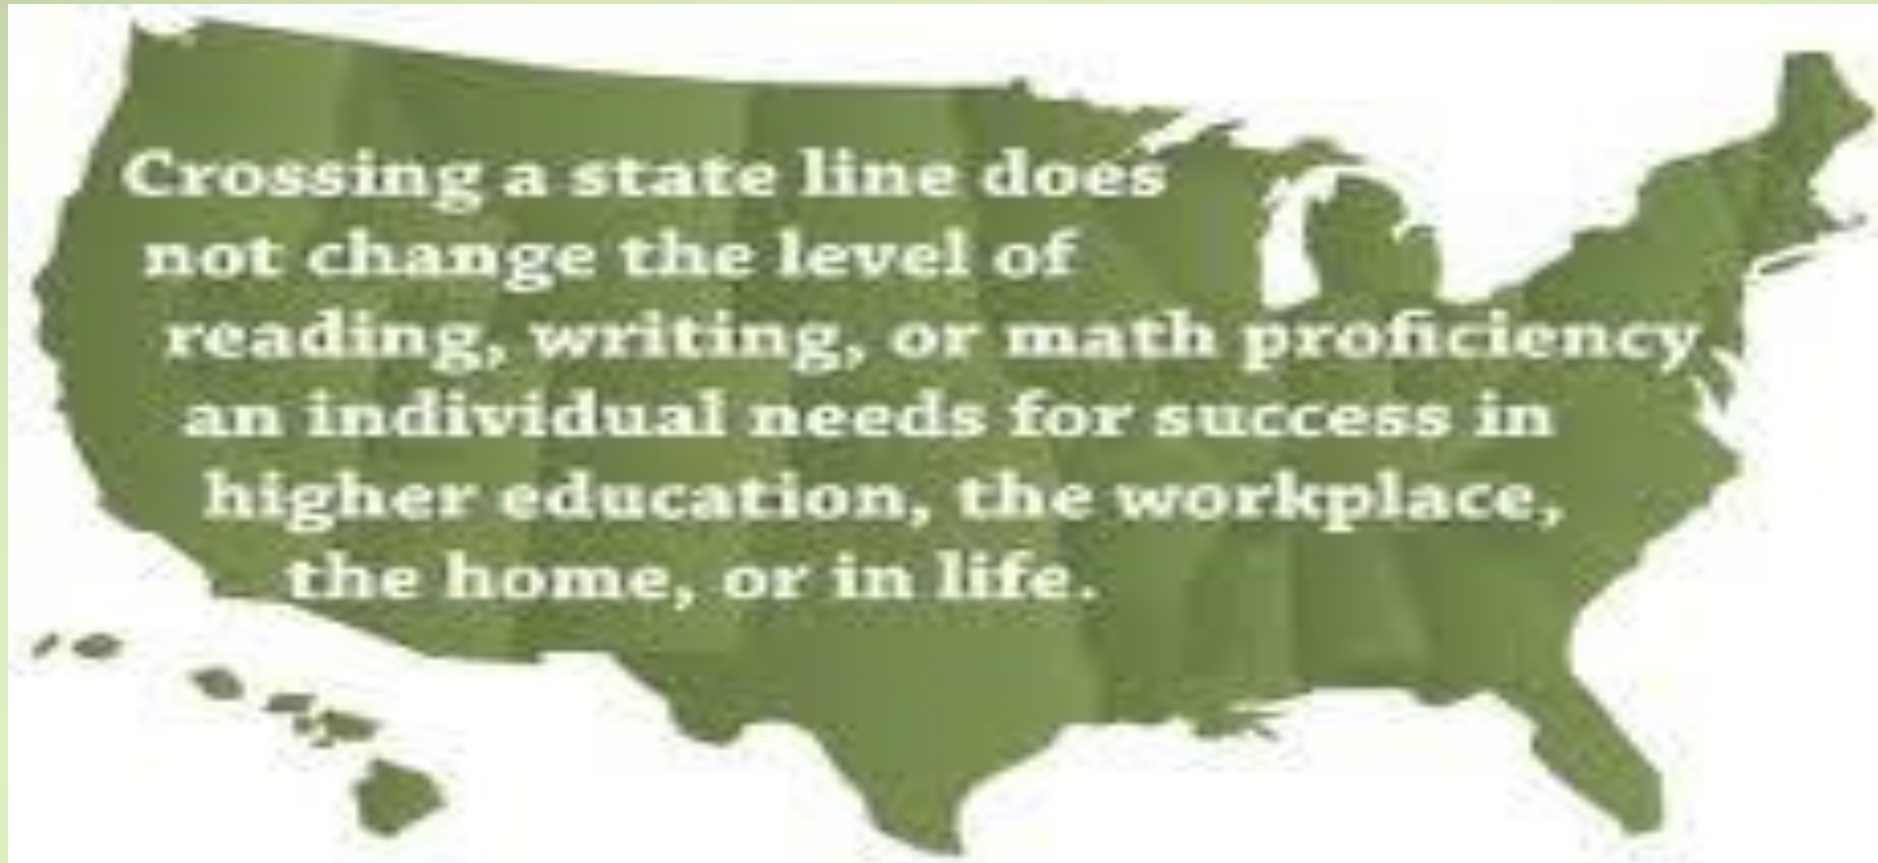 Crossing a state line does
not change the level of
reading, writing, or math proficiency
an individual needs for success in
higher education, the workplace,
the home, or in life.